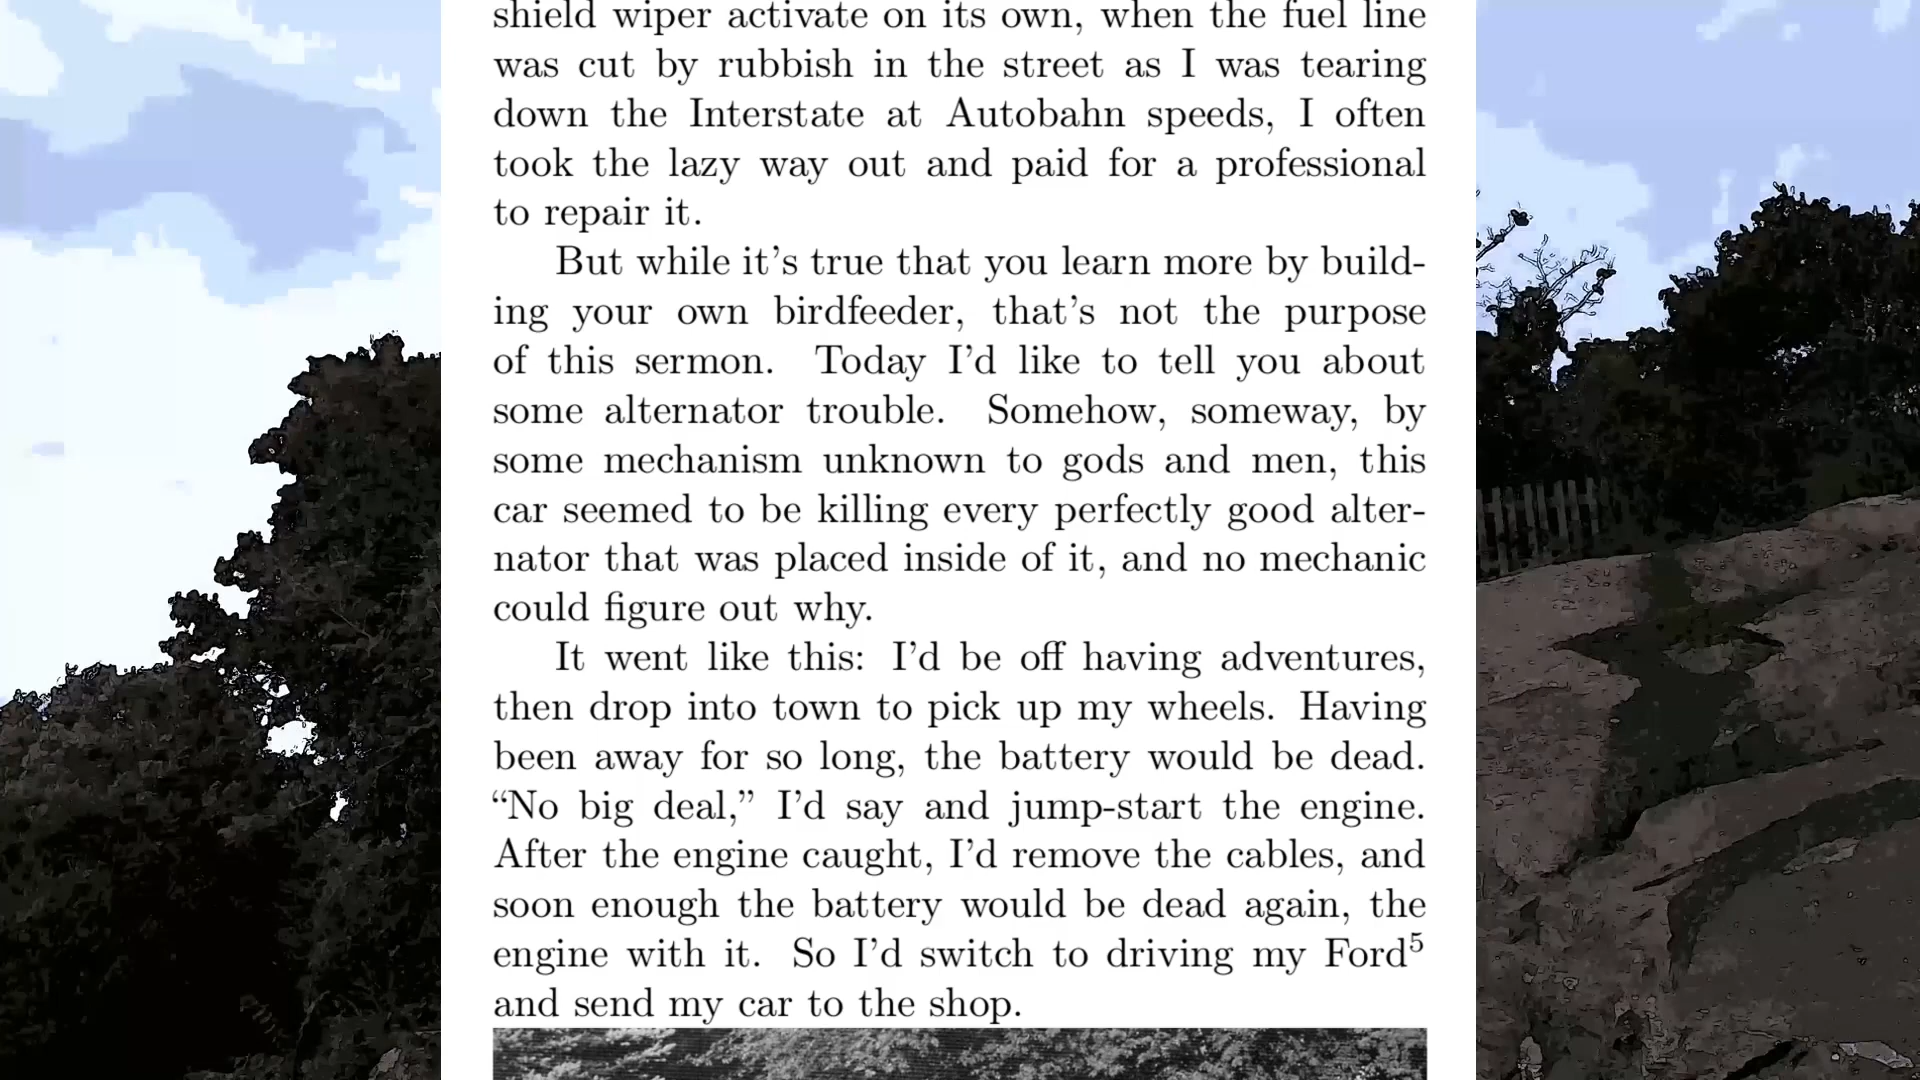 shield wiper activate on its own, when the fuel line
was cut by rubbish in the street as I was tearing
down the Interstate at Autobahn speeds, I often
took the lazy way out and paid for a professional
to repair it.
But while it's true that you learn more by build-
ing your own birdfeeder, that's not the purpose
of this sermon. Today I'd like to tell you about
some alternator trouble. Somehow, someway, by
some mechanism unknown to gods and men, this
car seemed to be killing every perfectly good alter-
nator that was placed inside of it, and no mechanic
could figure out why.
It went like this: I'd be off having adventures,
then drop into town to pick up my wheels. Having
been away for so long, the battery would be dead.
“No big deal,” I'd say and jump-start the engine.
After the engine caught, I'd remove the cables, and
soon enough the battery would be dead again, the
engine with it. So I'd switch to driving my Ford⁵
and send my car to the shop.